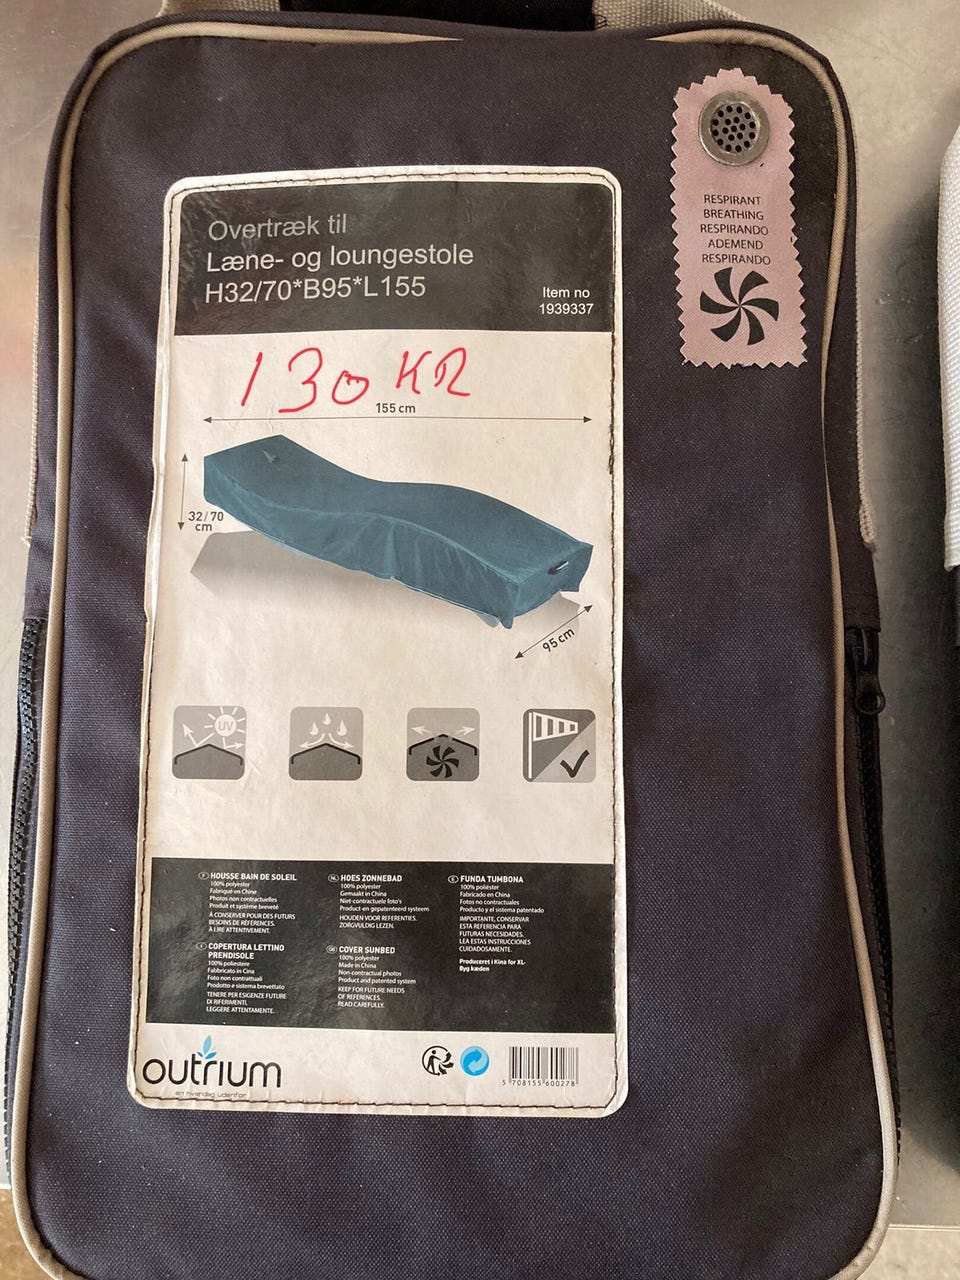 RESPIRANT
BREATHING
RESPIRANDO
ADEMEND
RESPIRANDO
Overtræk til
Læne- og loungestole
H32/70*B95*L155
Item no
1939337
130 KR
155 cm
32/70
cm
95 cm
UV
F HOUSSE BAIN DE SOLEIL
100% polyester
Fabriqué en Chine
Photos non contractuelles
Produit et système breveté
À CONSERVER POUR DES FUTURS
BESOINS DE RÉFÉRENCES.
À LIRE ATTENTIVEMENT.
NL HOES ZONNEBAD
100% polyester
Gemaakt in China
Niet-contractuele foto's
Product-en gepatenteerd systeem
HOUDEN VOOR REFERENTIES.
ZORGVULDIG LEZEN.
E FUNDA TUMBONA
100% poliéster
Fabricado en China
Fotos no contractuales
Producto y el sistema patentado
IMPORTANTE, CONSERVAR
ESTA REFERENCIA PARA
FUTURAS NECESIDADES.
LEA ESTAS INSTRUCCIONES
CUIDADOSAMENTE.
COPERTURA LETTINO
PRENDISOLE
100% poliestere
Fabbricato in Cina
Foto non contrattuali
Prodotto e sistema brevettato
TENERE PER ESIGENZE FUTURE
DI RIFERIMENTI,
LEGGERE ATTENTAMENTE.
GB COVER SUNBED
100% polyester
Made in China
Non-contractual photos
Product and patented system
KEEP FOR FUTURE NEEDS
OF REFERENCES.
READ CAREFULLY.
Produceret i Kina for XL-
Byg kæden
outrium
en hverdag udenfor
5 708155 600278